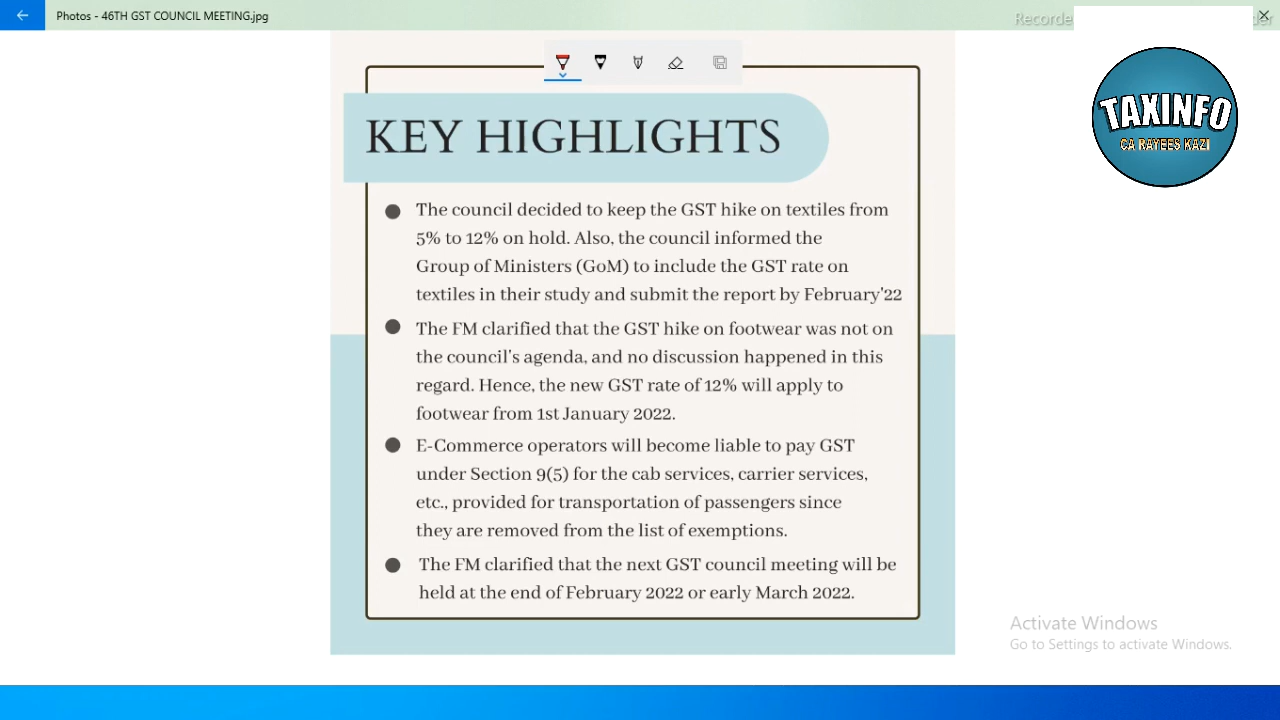 Photos - 46TH GST COUNCIL MEETING.jpg
Recorde
der
TAXINFO
CA RAYEES KAZI
KEY HIGHLIGHTS
The council decided to keep the GST hike on textiles from
5% to 12% on hold. Also, the council informed the
Group of Ministers (GoM) to include the GST rate on
textiles in their study and submit the report by February'22
The FM clarified that the GST hike on footwear was not on
the council's agenda, and no discussion happened in this
regard. Hence, the new GST rate of 12% will apply to
footwear from 1st January 2022.
E-Commerce operators will become liable to pay GST
under Section 9(5) for the cab services, carrier services,
etc., provided for transportation of passengers since
they are removed from the list of exemptions.
The FM clarified that the next GST council meeting will be
held at the end of February 2022 or early March 2022.
Activate Windows
Go to Settings to activate Windows.